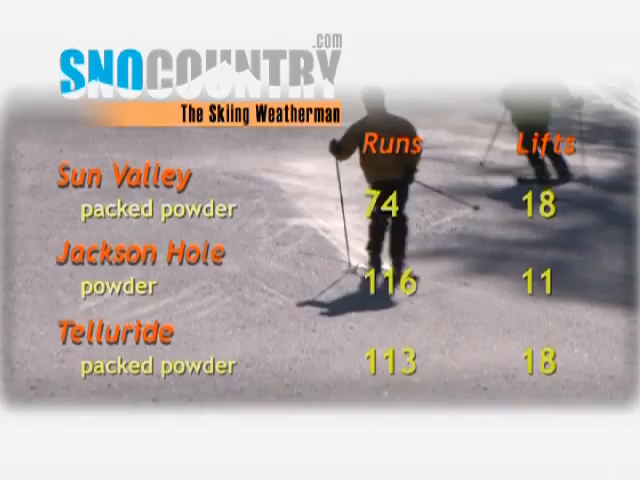 .com
SNOCOUNTRY
The Skiing Weatherman
Runs Lifts
Sun Valley
packed powder 74 18
Jackson Hole
powder 116 11
Telluride
packed powder 113 18